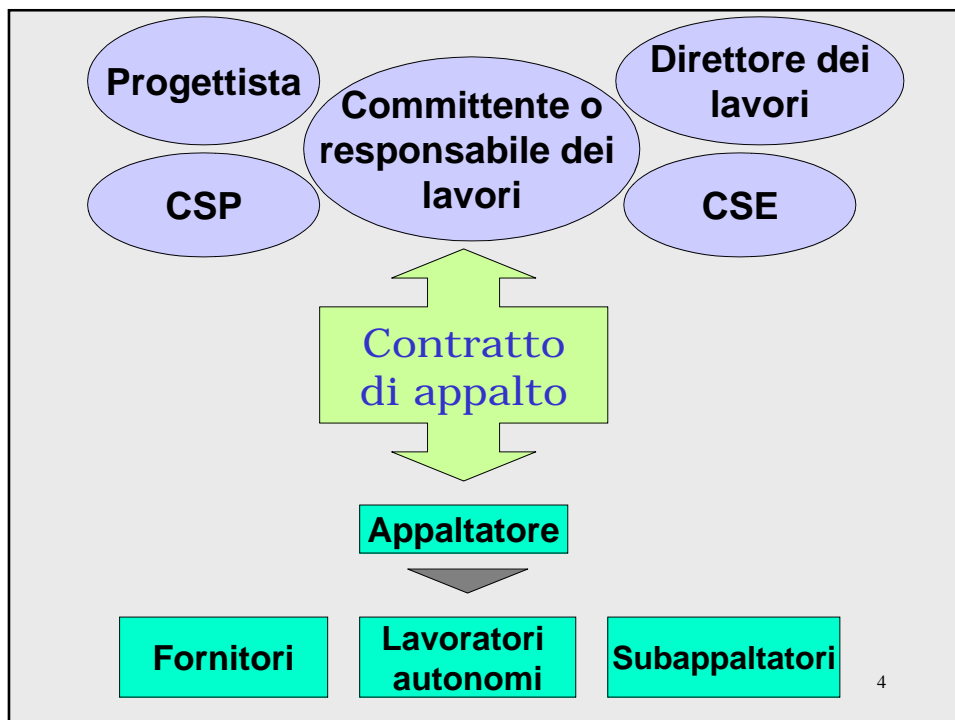 Progettista
Committente o
responsabile dei
lavori
Direttore dei
lavori
CSP
CSE
Contratto
di appalto
Appaltatore
Fornitori
Lavoratori
autonomi
Subappaltatori
4